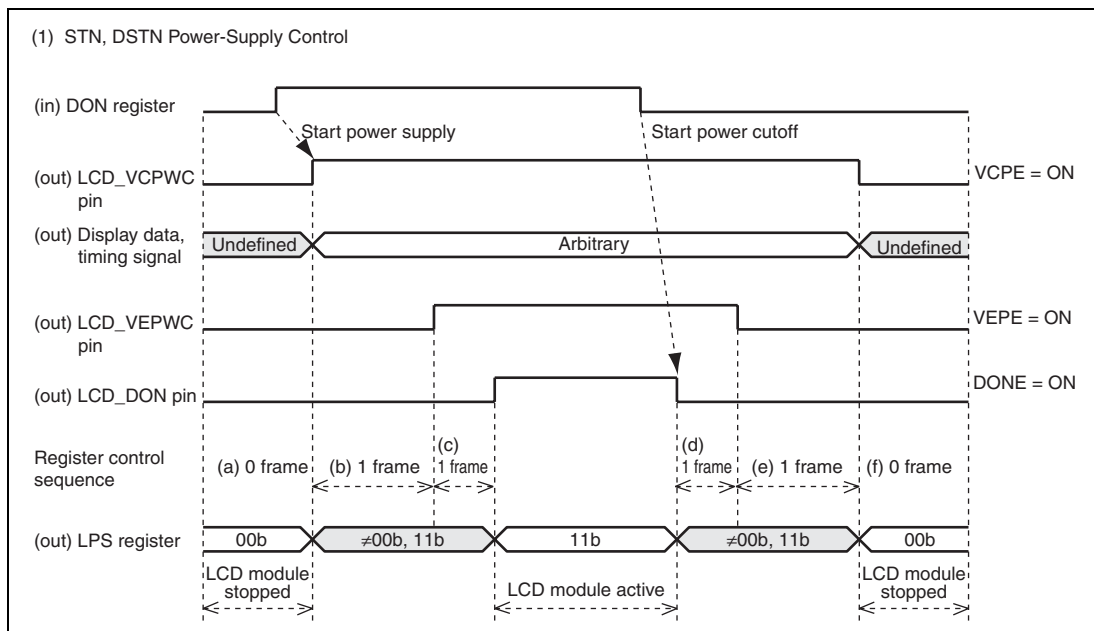 (1) STN, DSTN Power-Supply Control
(in) DON register
Start power supply
Start power cutoff
(out) LCD_VCPWC
pin
VCPE = ON
(out) Display data,
timing signal
Undefined
Arbitrary
Undefined
(out) LCD_VEPWC
pin
VEPE = ON
(out) LCD_DON pin
DONE = ON
Register control
sequence
(a) 0 frame
(b) 1 frame
(c)
1 frame
(d)
1 frame
(e) 1 frame
(f) 0 frame
(out) LPS register
00b
≠00b, 11b
11b
≠00b, 11b
00b
LCD module
stopped
LCD module active
LCD module
stopped